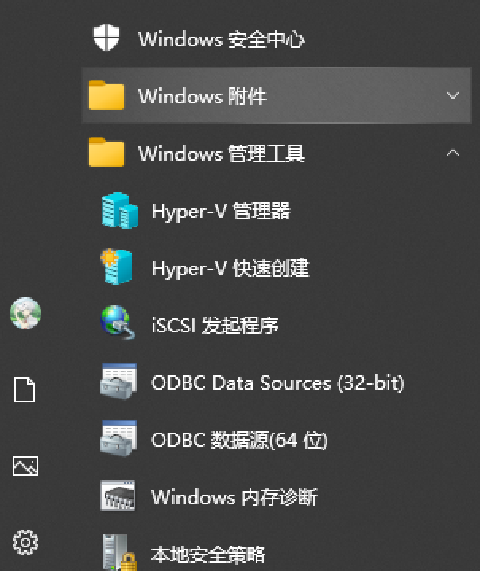 Windows 安全中心
Windows 附件
Windows 管理工具
Hyper-V 管理器
Hyper-V 快速创建
iSCSI 发起程序
ODBC Data Sources (32-bit)
ODBC 数据源(64 位)
Windows 内存诊断
本地安全策略